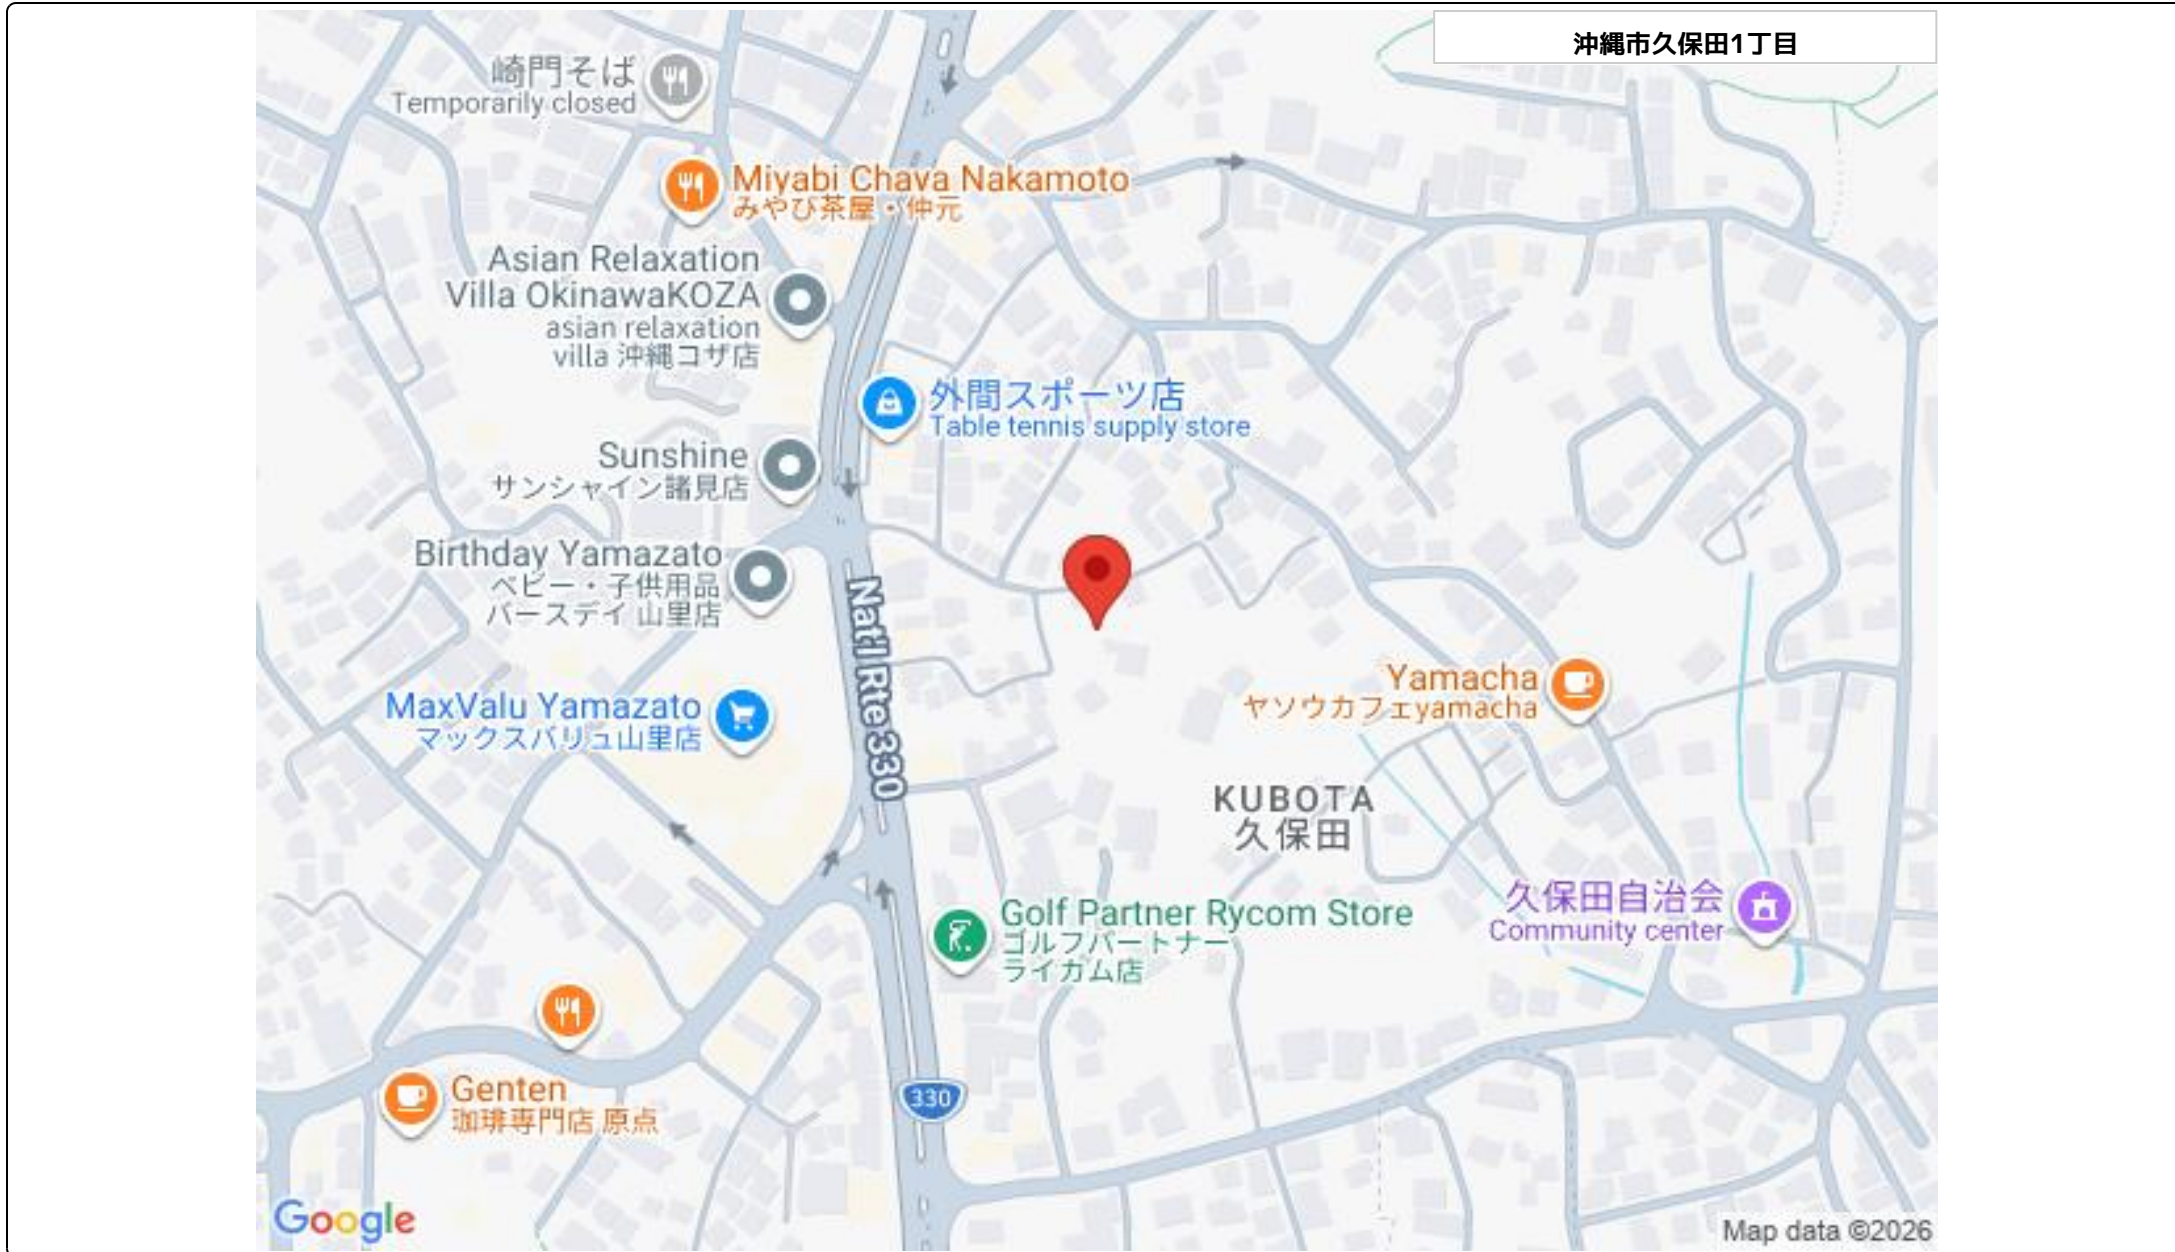 沖縄市久保田1丁目
崎門そば
Temporarily closed
Miyabi Chava Nakamoto
みやび茶屋・仲元
Asian Relaxation
Villa OkinawaKOZA
asian relaxation
villa 沖縄コザ店
外間スポーツ店
Table tennis supply store
Sunshine
サンシャイン諸見店
Birthday Yamazato
ベビー・子供用品
バースデイ 山里店
Nat'l Rte 330
Yamacha
ヤソウカフェyamacha
MaxValu Yamazato
マックスバリュ山里店
KUBOTA
久保田
久保田自治会
Community center
Golf Partner Rycom Store
ゴルフパートナー
ライカム店
Genten
珈琲専門店 原点
330
Google
Map data ©2026